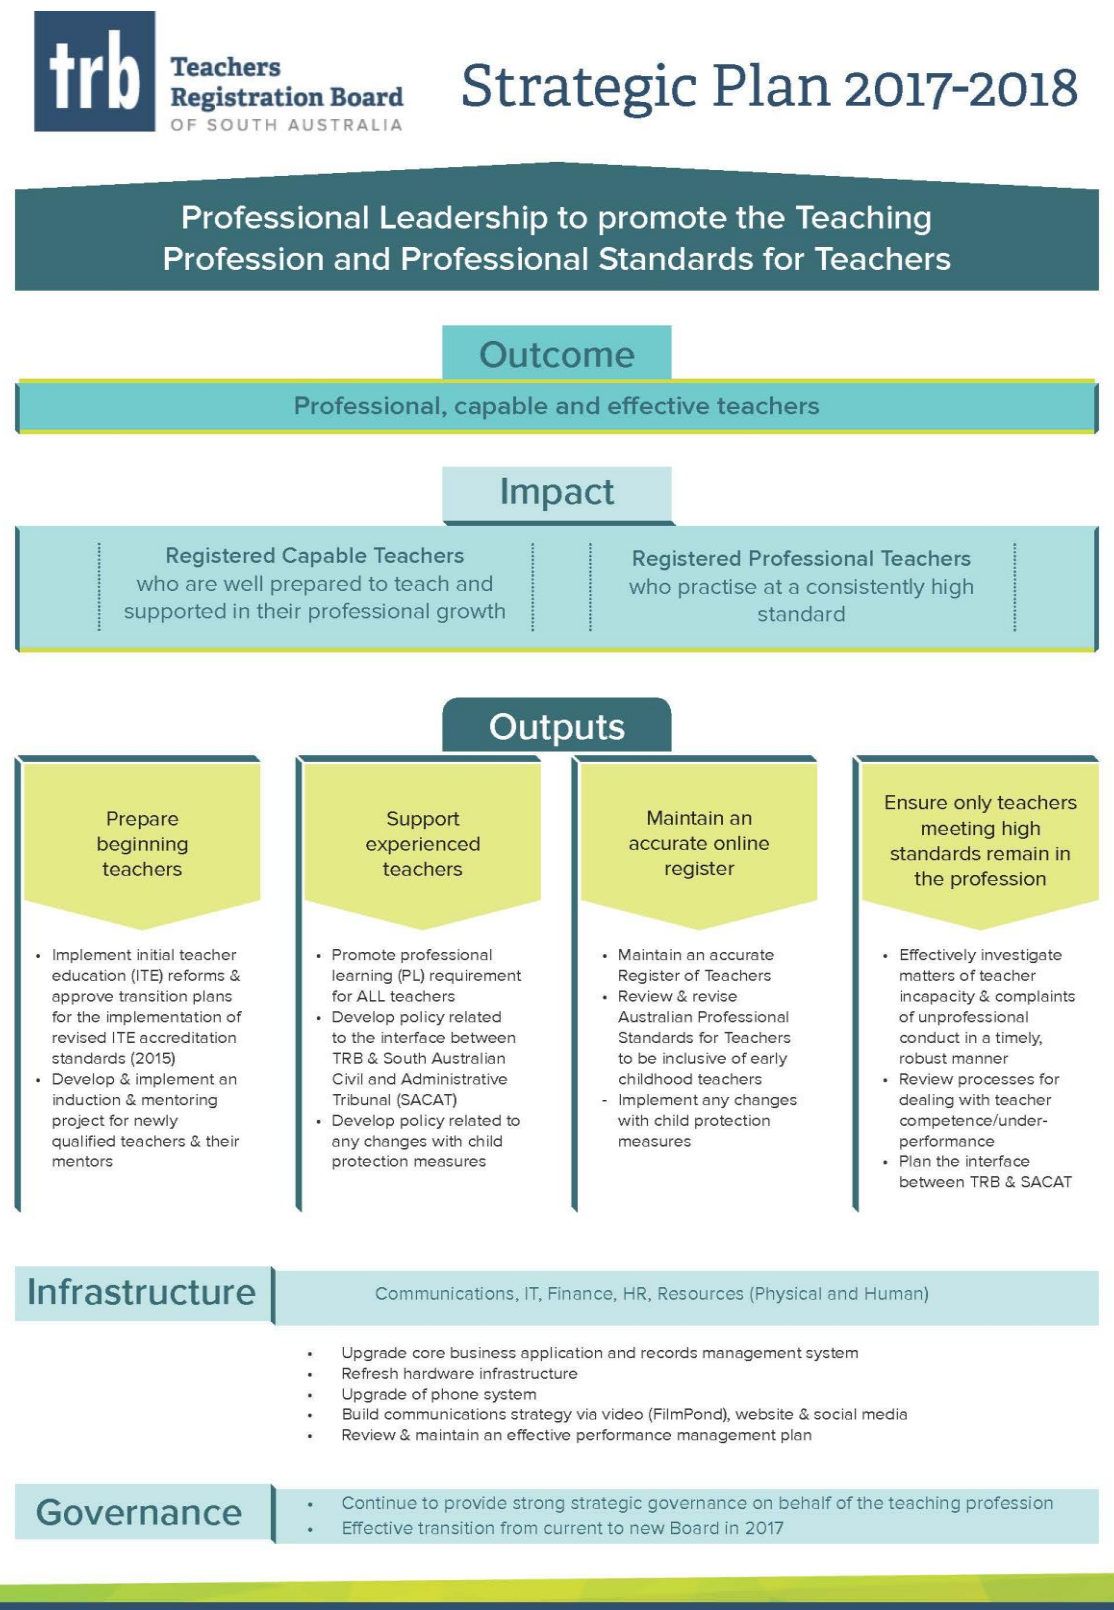 trb
Teachers
Registration Board
OF SOUTH AUSTRALIA
Strategic Plan 2017-2018
Professional Leadership to promote the Teaching
Profession and Professional Standards for Teachers
Outcome
Professional, capable and effective teachers
Impact
Registered Capable Teachers
who are well prepared to teach and
supported in their professional growth
Registered Professional Teachers
who practise at a consistently high
standard
Outputs
Prepare
beginning
teachers
• Implement initial teacher
education (ITE) reforms &
approve transition plans
for the implementation of
revised ITE accreditation
standards (2015)
• Develop & implement an
induction & mentoring
project for newly
qualified teachers & their
mentors
Support
experienced
teachers
• Promote professional
learning (PL) requirement
for ALL teachers
• Develop policy related
to the interface between
TRB & South Australian
Civil and Administrative
Tribunal (SACAT)
• Develop policy related to
any changes with child
protection measures
Maintain an
accurate online
register
• Maintain an accurate
Register of Teachers
• Review & revise
Australian Professional
Standards for Teachers
to be inclusive of early
childhood teachers
- Implement any changes
with child protection
measures
Ensure only teachers
meeting high
standards remain in
the profession
• Effectively investigate
matters of teacher
incapacity & complaints
of unprofessional
conduct in a timely,
robust manner
• Review processes for
dealing with teacher
competence/under-
performance
• Plan the interface
between TRB & SACAT
Infrastructure
Communications, IT, Finance, HR, Resources (Physical and Human)
• Upgrade core business application and records management system
• Refresh hardware infrastructure
• Upgrade of phone system
• Build communications strategy via video (FilmPond), website & social media
• Review & maintain an effective performance management plan
Governance
• Continue to provide strong strategic governance on behalf of the teaching profession
• Effective transition from current to new Board in 2017